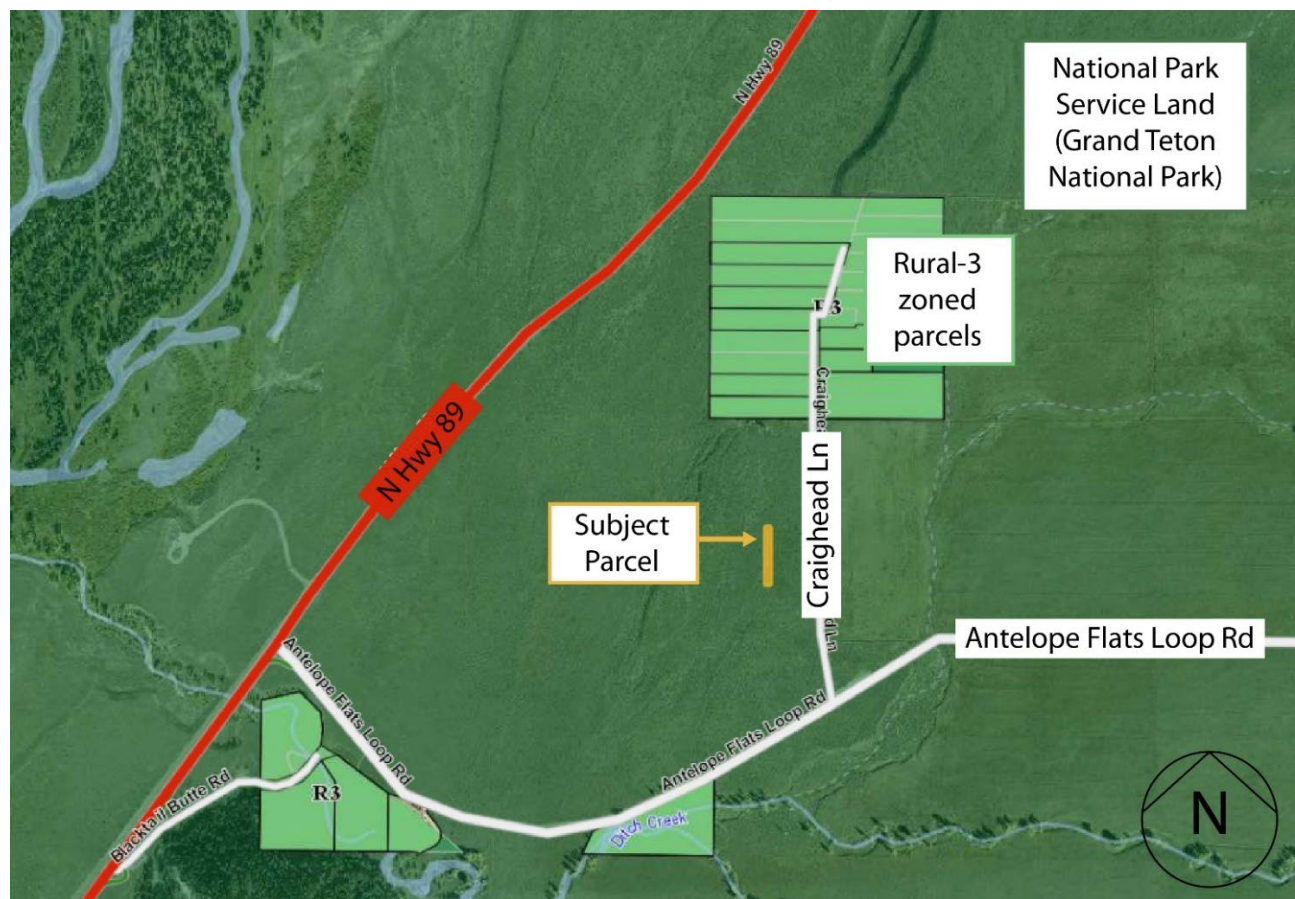 N Hwy 89
National Park
Service Land
(Grand Teton
National Park)
Rural-3
zoned
parcels
R3
N Hwy 89
Craighead Ln
Subject
Parcel
d Ln
Antelope Flats Loop Rd
Antelope Flats Loop Rd
Antelope Flats Loop Rd
Blacktail Butte Rd
R3
Ditch Creek
N